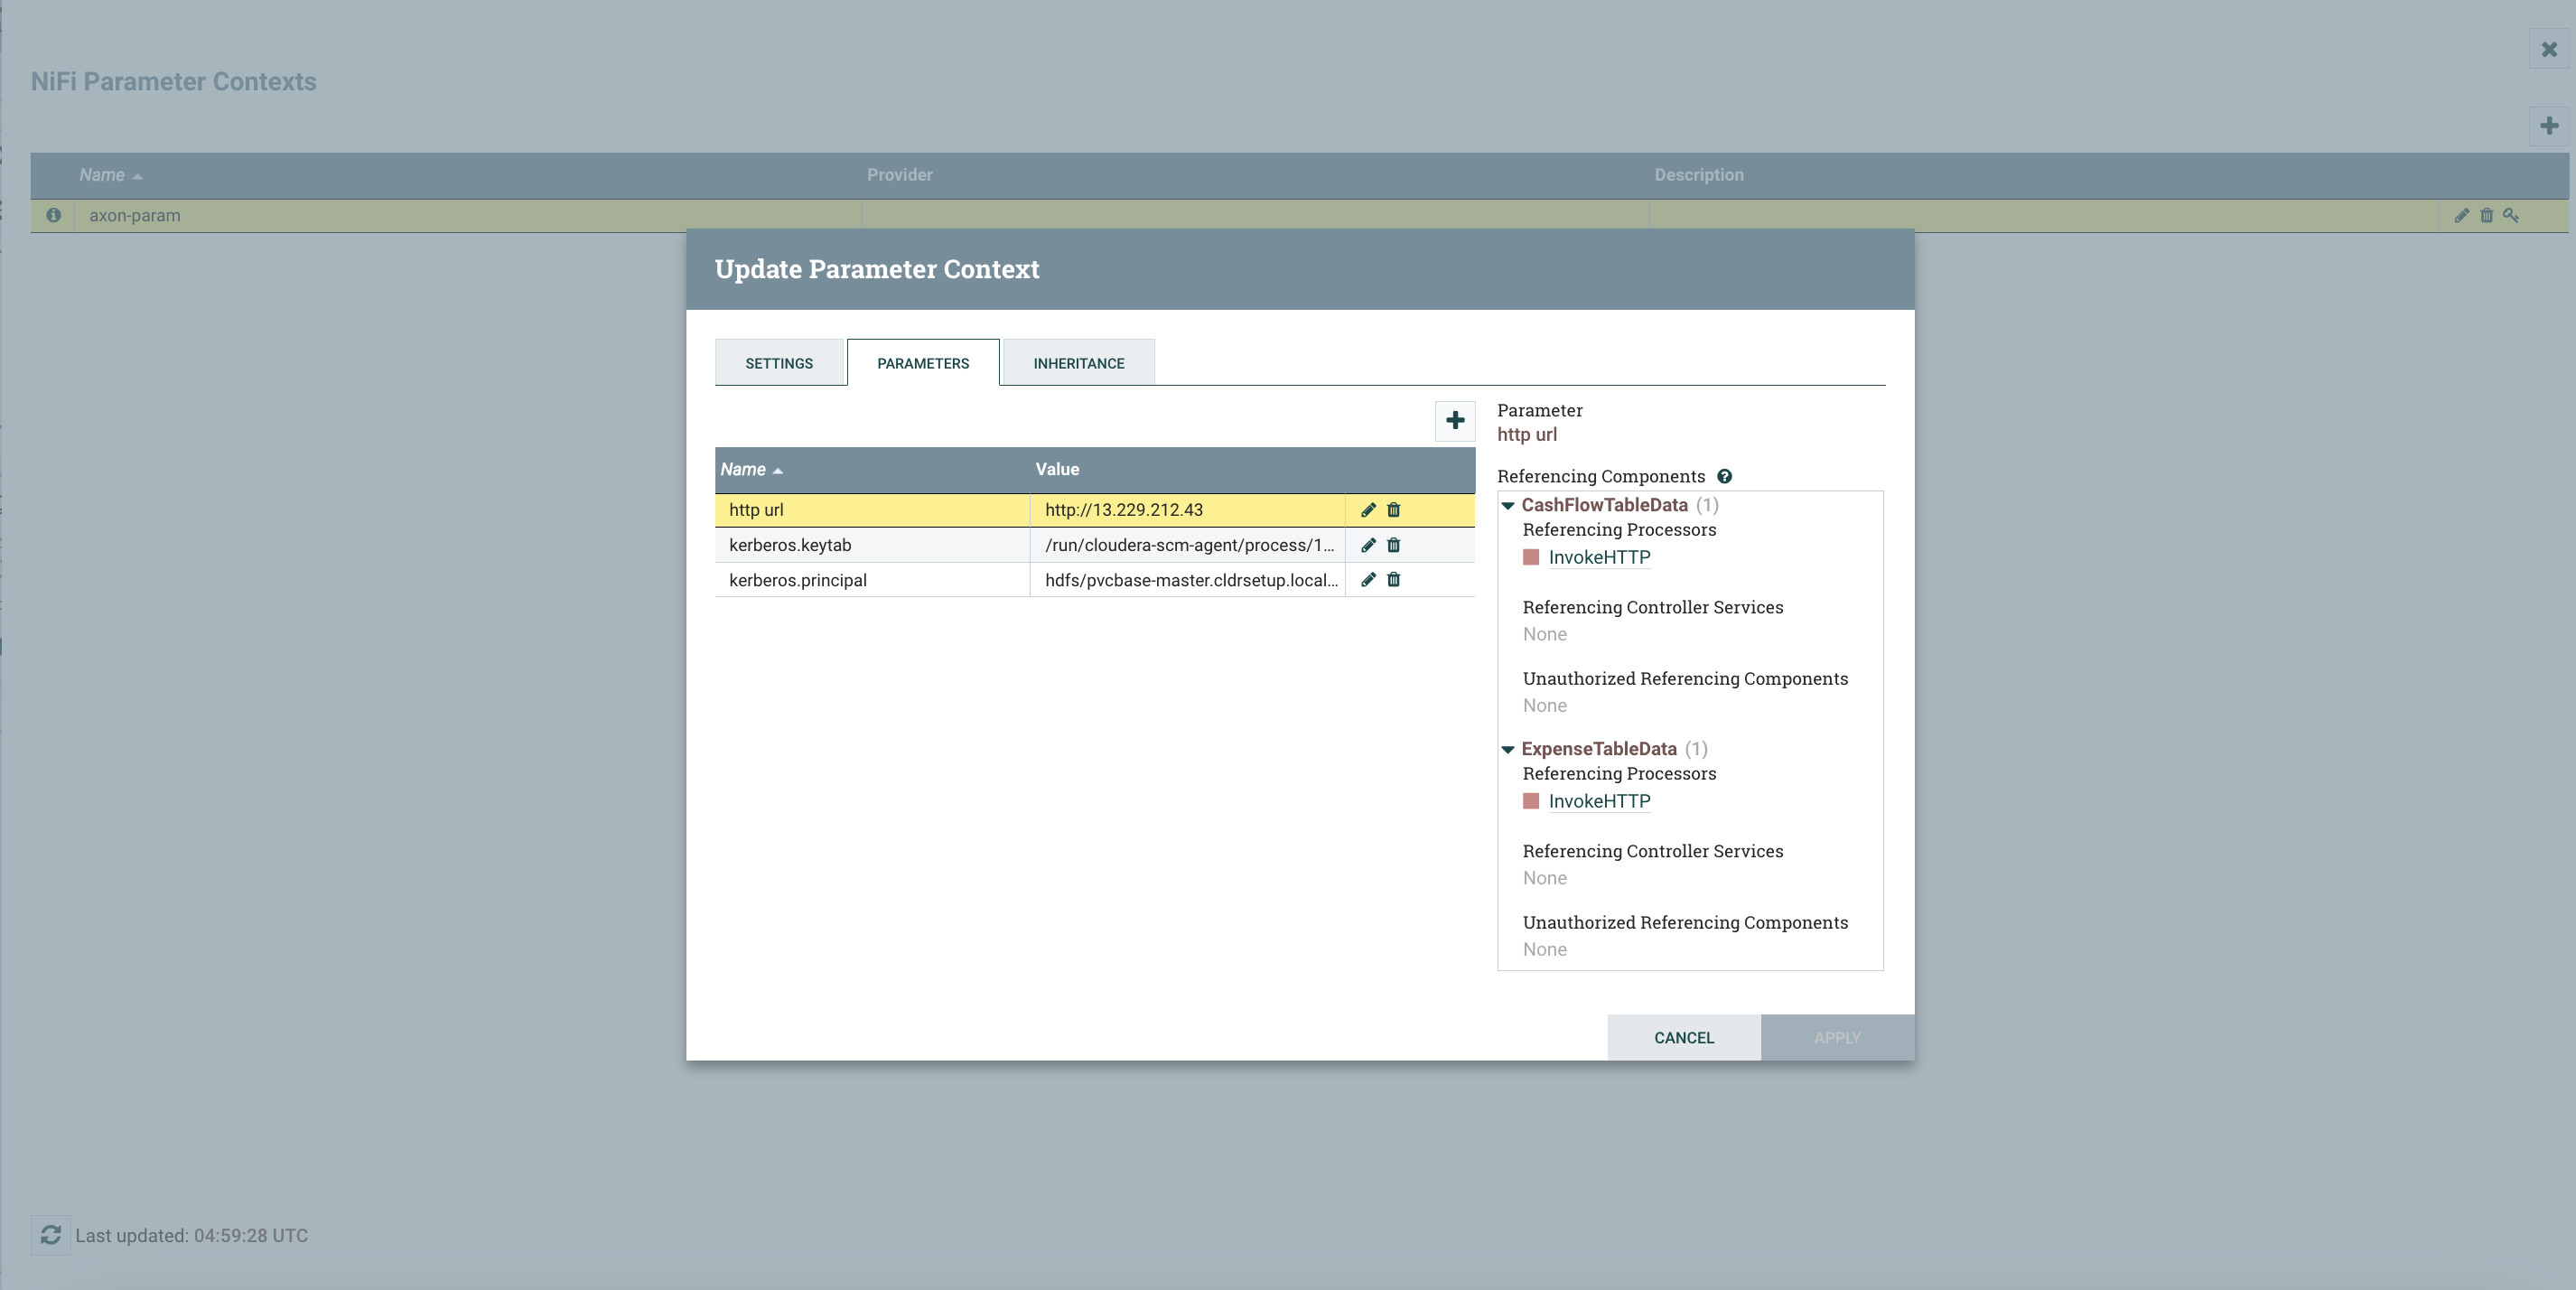 NiFi Parameter Contexts
Name Provider Description
axon-param
Update Parameter Context
SETTINGS PARAMETERS INHERITANCE
Name Value
http url http://13.229.212.43
kerberos.keytab /run/cloudera-scm-agent/process/1...
kerberos.principal hdfs/pvcbase-master.cldrsetup.local...
Parameter
http url
Referencing Components
CashFlowTableData (1)
Referencing Processors
InvokeHTTP
Referencing Controller Services
None
Unauthorized Referencing Components
None
ExpenseTableData (1)
Referencing Processors
InvokeHTTP
Referencing Controller Services
None
Unauthorized Referencing Components
None
CANCEL APPLY
Last updated: 04:59:28 UTC